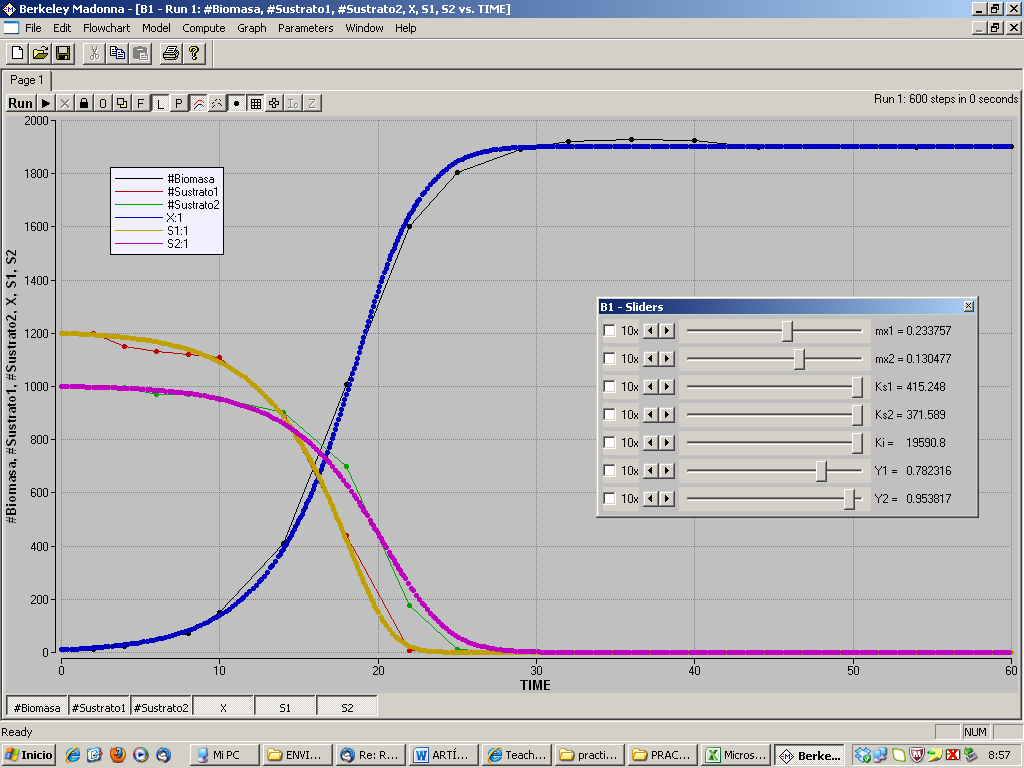 Berkeley Madonna - [B1 - Run 1: #Biomasa, #Sustrato1, #Sustrato2, X, S1, S2 vs. TIME]
File Edit Flowchart Model Compute Graph Parameters Window Help
Page 1
Run O F L P Ic Z
Run 1: 600 steps in 0 seconds
#Biomasa, #Sustrato1, #Sustrato2, X, S1, S2
2000
1800
1600
1400
1200
1000
800
600
400
200
0
#Biomasa
#Sustrato1
#Sustrato2
X:1
S1:1
S2:1
B1 - Sliders
10x mx1 = 0.233757
10x mx2 = 0.130477
10x Ks1 = 415.248
10x Ks2 = 371.589
10x Ki = 19590.8
10x Y1 = 0.782316
10x Y2 = 0.953817
0 10 20 30 40 50 60
TIME
#Biomasa #Sustrato1 #Sustrato2 X S1 S2
Ready
NUM
Inicio Mi PC ENVI... Re: R... ARTÍ... Teach... practi... PRAC... Micros... Berke... 8:57